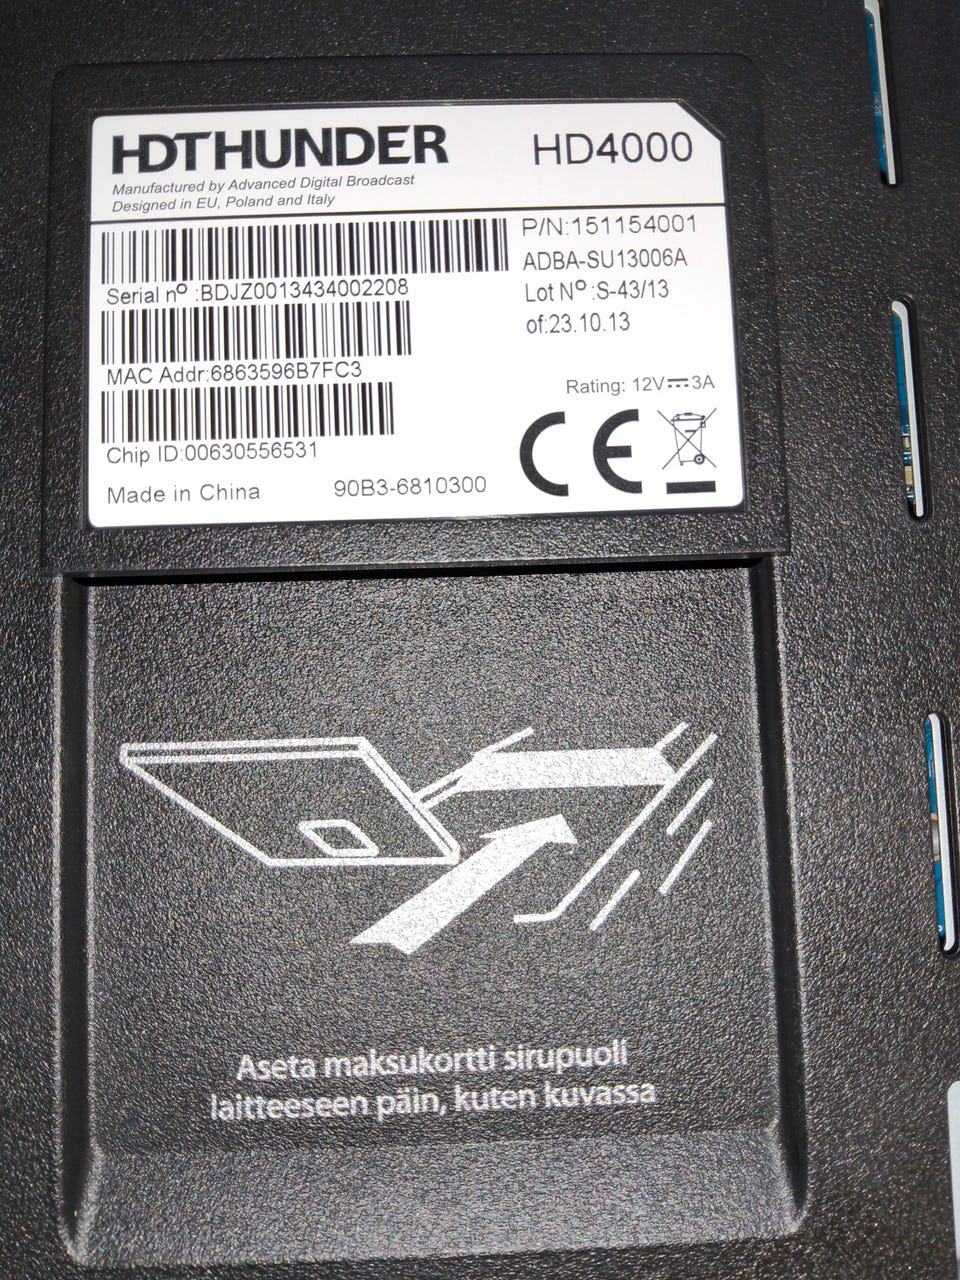 HDTHUNDER
HD4000
Manufactured by Advanced Digital Broadcast
Designed in EU, Poland and Italy
P/N:151154001
ADBA-SU13006A
Serial nº :BDJZ0013434002208
Lot Nº :S-43/13
of:23.10.13
MAC Addr:6863596B7FC3
Rating: 12V⎓3A
Chip ID:00630556531
CE
Made in China
90B3-6810300
Aseta maksukortti sirupuoli
laitteeseen päin, kuten kuvassa